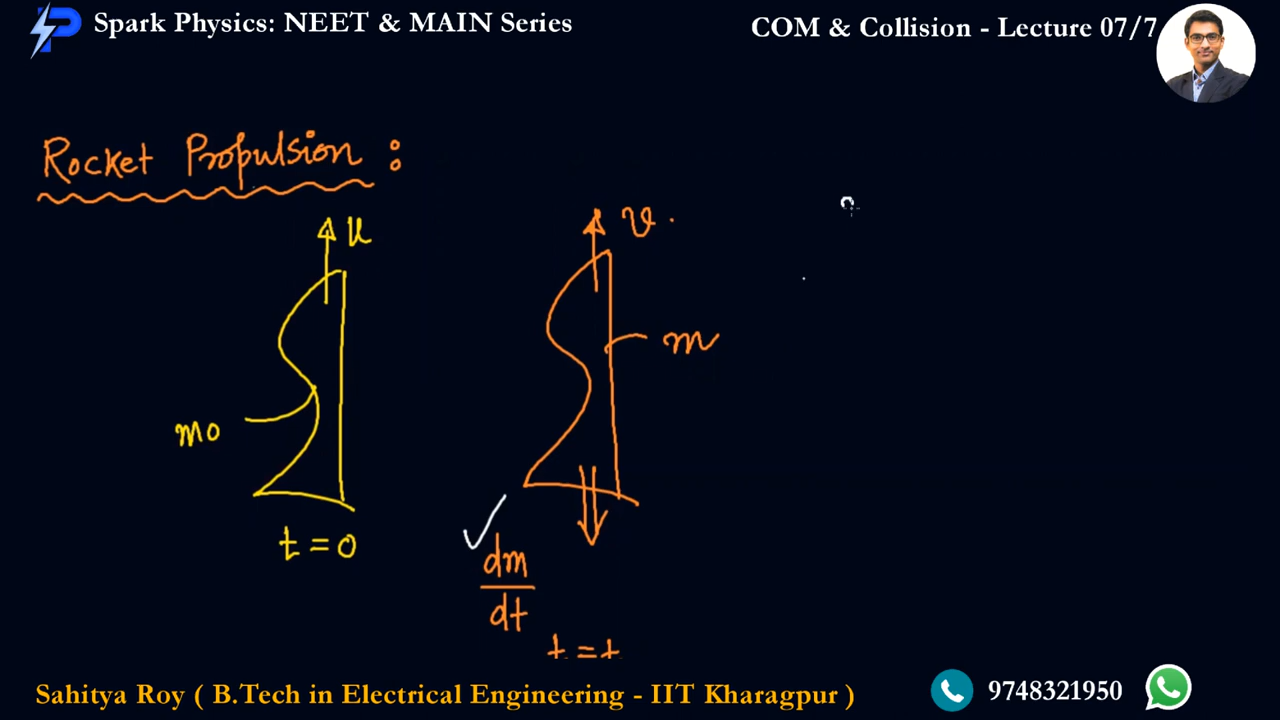 Spark Physics: NEET & MAIN Series
COM & Collision - Lecture 07/7
Rocket Propulsion :
u
v
m
mo
t = 0
dm
dt
t = t
Sahitya Roy ( B.Tech in Electrical Engineering - IIT Kharagpur )
9748321950